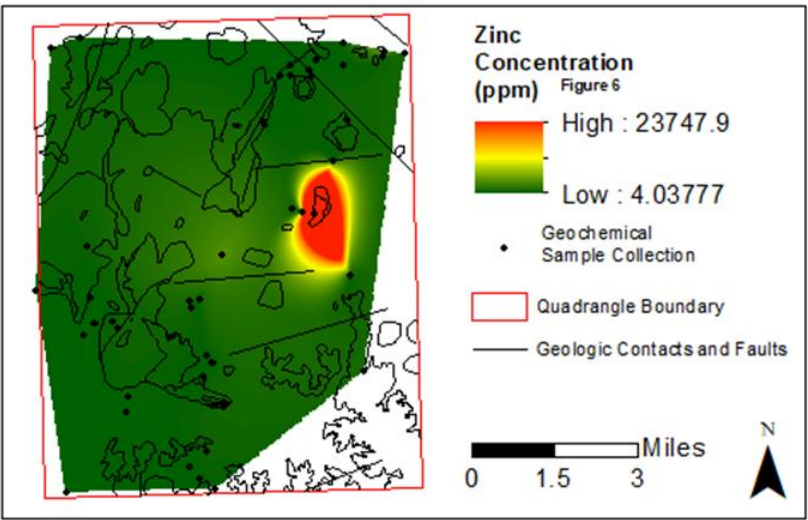 Zinc
Concentration
(ppm) Figure 6
High : 23747.9
Low : 4.03777
Geochemical
Sample Collection
Quadrangle Boundary
Geologic Contacts and Faults
Miles
0 1.5 3
N